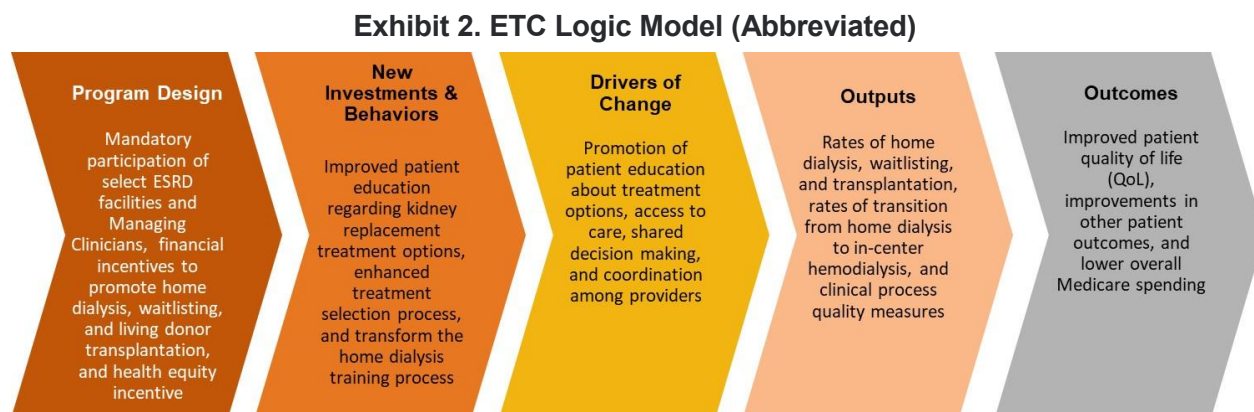 Exhibit 2. ETC Logic Model (Abbreviated)
Program Design
Mandatory
participation of
select ESRD
facilities and
Managing
Clinicians, financial
incentives to
promote home
dialysis, waitlisting,
and living donor
transplantation,
and health equity
incentive
New
Investments &
Behaviors
Improved patient
education
regarding kidney
replacement
treatment options,
enhanced
treatment
selection process,
and transform the
home dialysis
training process
Drivers of
Change
Promotion of
patient education
about treatment
options, access to
care, shared
decision making,
and coordination
among providers
Outputs
Rates of home
dialysis, waitlisting,
and transplantation,
rates of transition
from home dialysis
to in-center
hemodialysis, and
clinical process
quality measures
Outcomes
Improved patient
quality of life
(QoL),
improvements in
other patient
outcomes, and
lower overall
Medicare spending